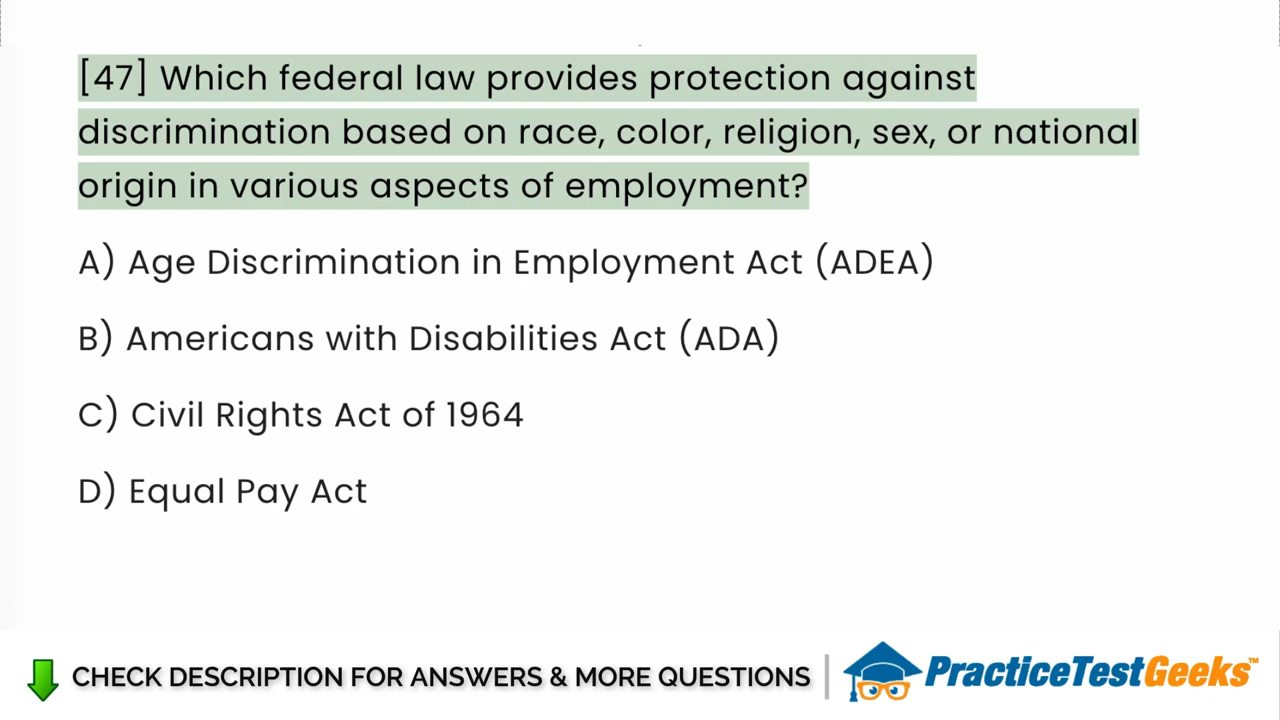 [47] Which federal law provides protection against
discrimination based on race, color, religion, sex, or national
origin in various aspects of employment?
A) Age Discrimination in Employment Act (ADEA)
B) Americans with Disabilities Act (ADA)
C) Civil Rights Act of 1964
D) Equal Pay Act
CHECK DESCRIPTION FOR ANSWERS & MORE QUESTIONS
PracticeTestGeeks™